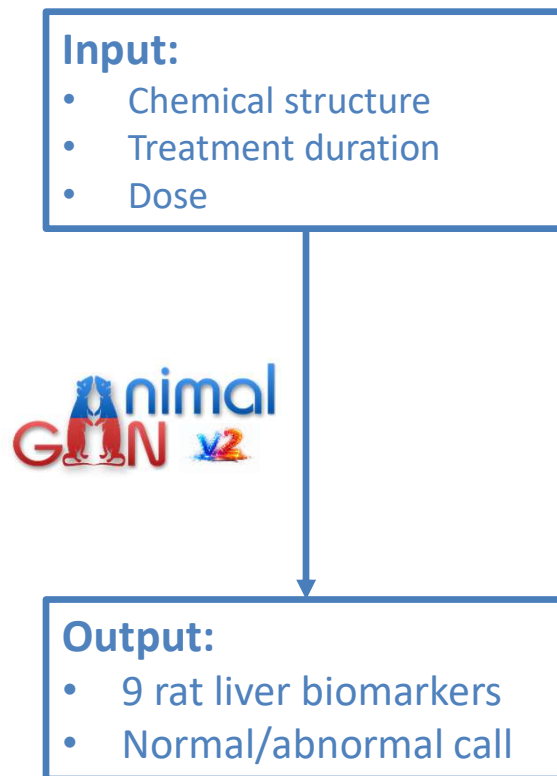 Input:
• Chemical structure
• Treatment duration
• Dose
Animal
GAN v2
Output:
• 9 rat liver biomarkers
• Normal/abnormal call